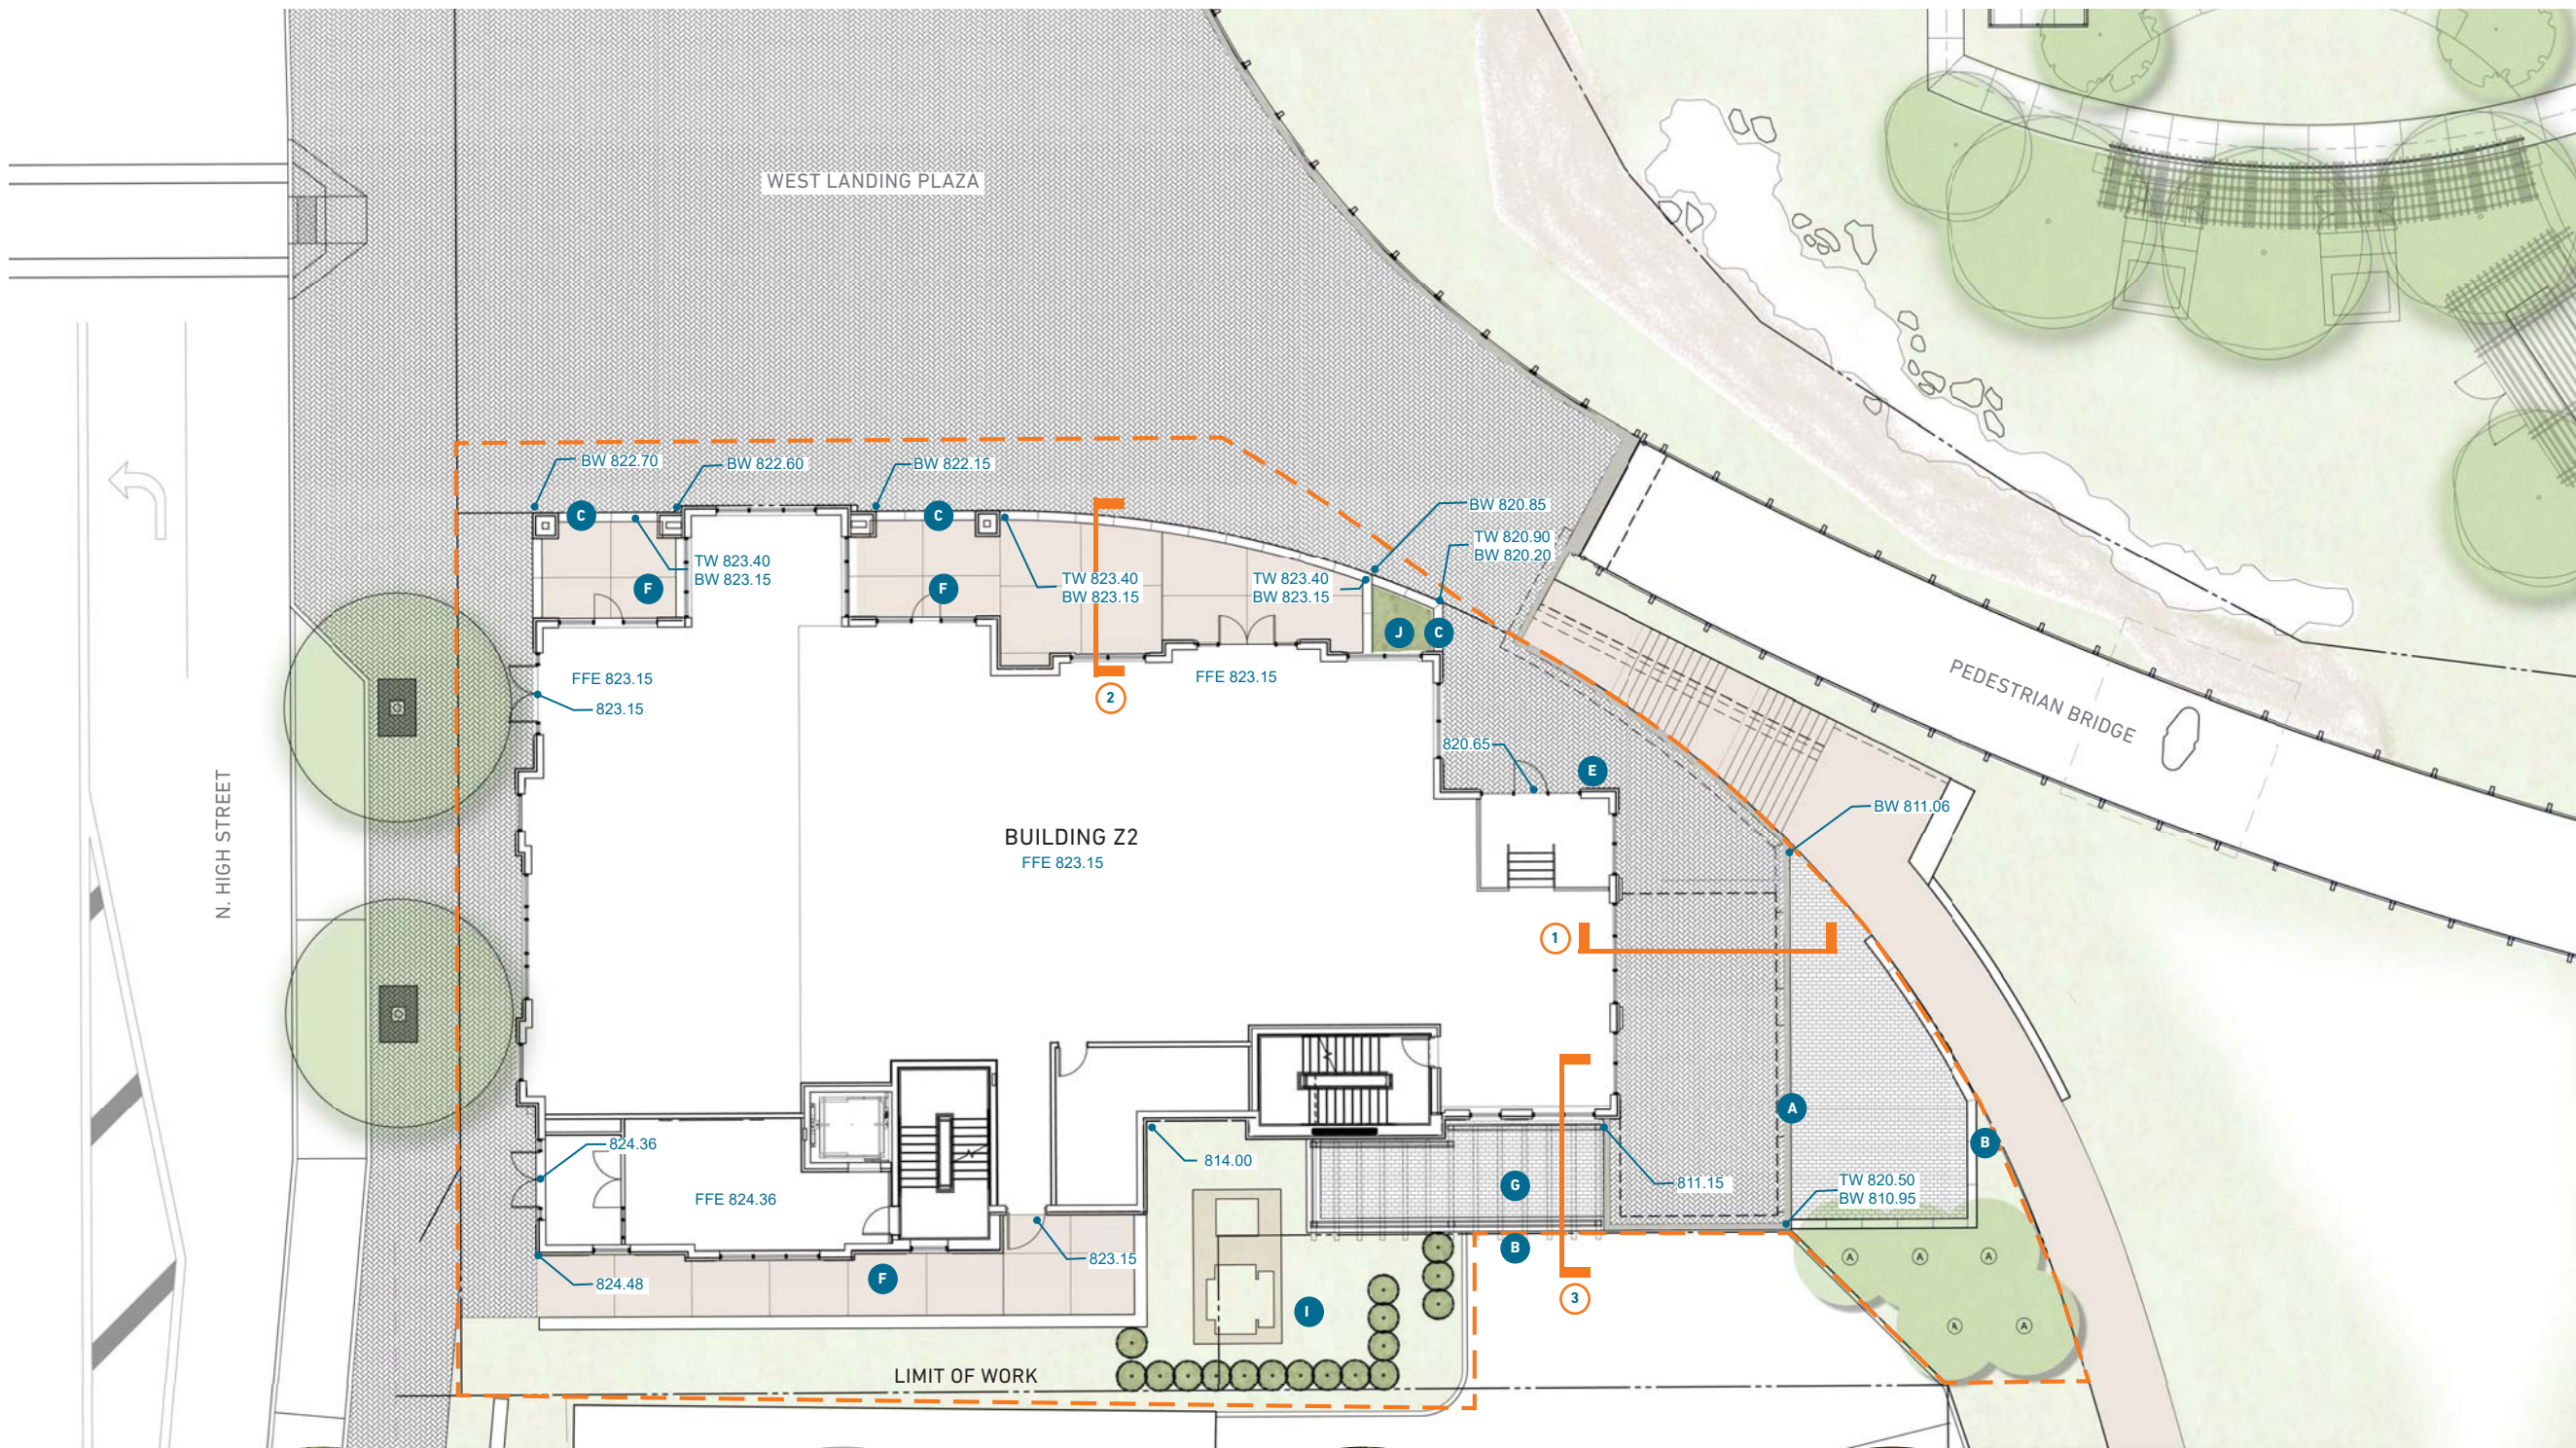 WEST LANDING PLAZA
BW 822.70
BW 822.60
BW 822.15
BW 820.85
C
C
TW 820.90
BW 820.20
TW 823.40
BW 823.15
TW 823.40
BW 823.15
TW 823.40
BW 823.15
F
F
J
C
FFE 823.15
FFE 823.15
2
823.15
PEDESTRIAN BRIDGE
820.65
E
N. HIGH STREET
BUILDING Z2
FFE 823.15
BW 811.06
1
A
824.36
814.00
B
FFE 824.36
G
811.15
TW 820.50
BW 810.95
823.15
B
F
824.48
3
I
A
A
A
A
A
LIMIT OF WORK